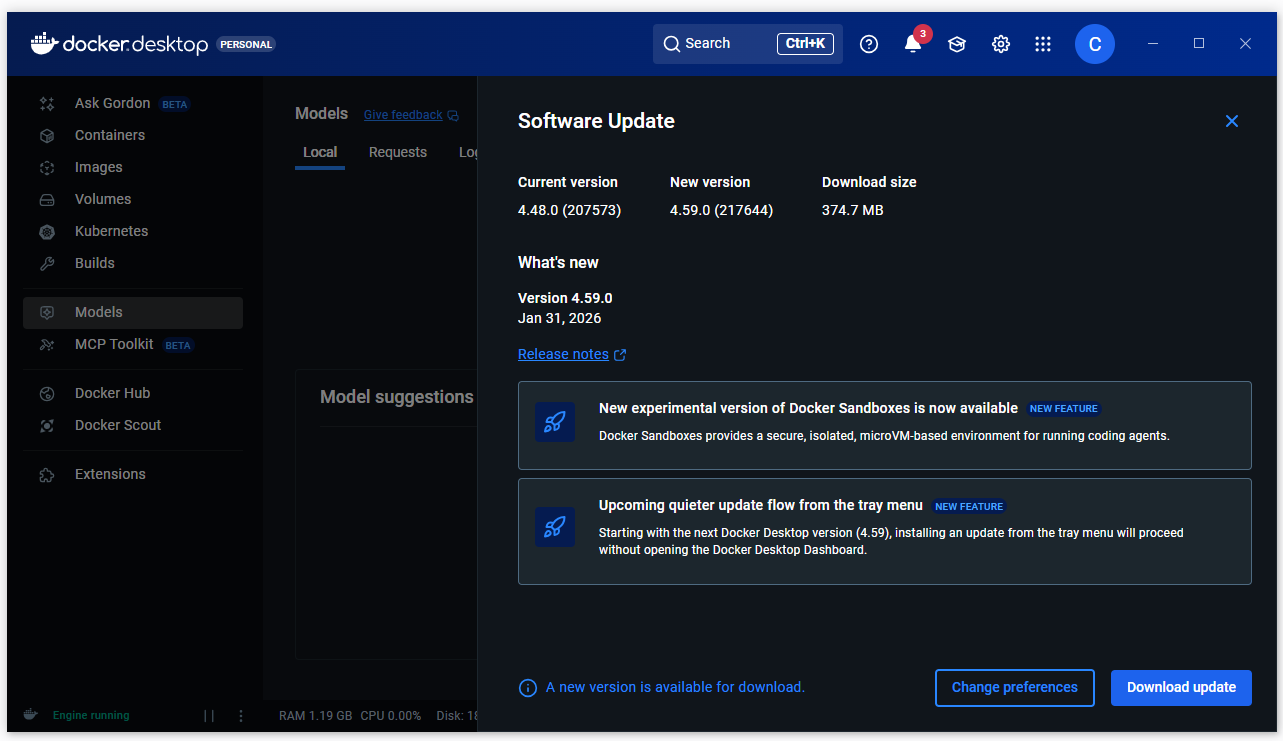 docker.desktop PERSONAL
Search Ctrl+K
3
C
Ask Gordon BETA
Containers
Images
Volumes
Kubernetes
Builds
Models
MCP Toolkit BETA
Docker Hub
Docker Scout
Extensions
Models Give feedback
Local Requests
Model suggestions
Software Update
Current version New version Download size
4.48.0 (207573) 4.59.0 (217644) 374.7 MB
What's new
Version 4.59.0
Jan 31, 2026
Release notes
New experimental version of Docker Sandboxes is now available NEW FEATURE
Docker Sandboxes provides a secure, isolated, microVM-based environment for running coding agents.
Upcoming quieter update flow from the tray menu NEW FEATURE
Starting with the next Docker Desktop version (4.59), installing an update from the tray menu will proceed
without opening the Docker Desktop Dashboard.
A new version is available for download.
Change preferences
Download update
Engine running
RAM 1.19 GB CPU 0.00% Disk: